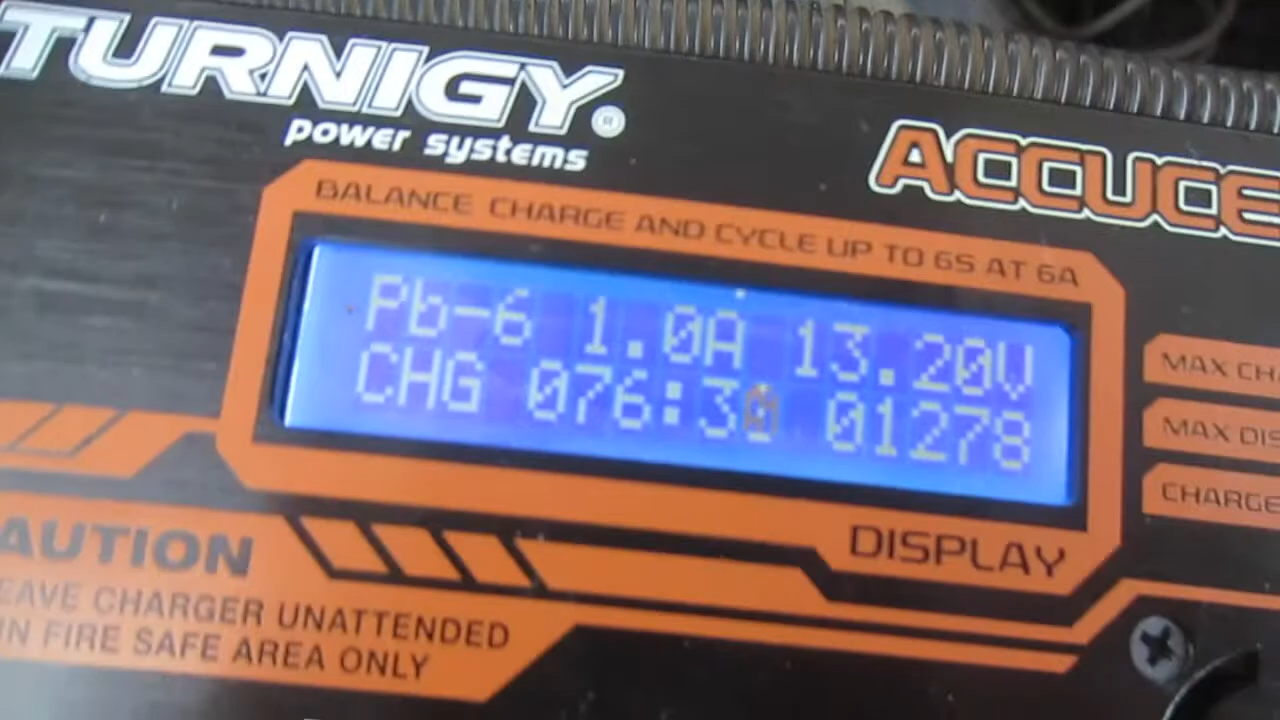 TURNIGY®
power systems
ACCUCE
BALANCE CHARGE AND CYCLE UP TO 6S AT 6A
Pb-6 1.0A 13.20V
CHG 076:30 01278
DISPLAY
MAX CHA
MAX DIS
CHARGE
AUTION
EAVE CHARGER UNATTENDED
IN FIRE SAFE AREA ONLY